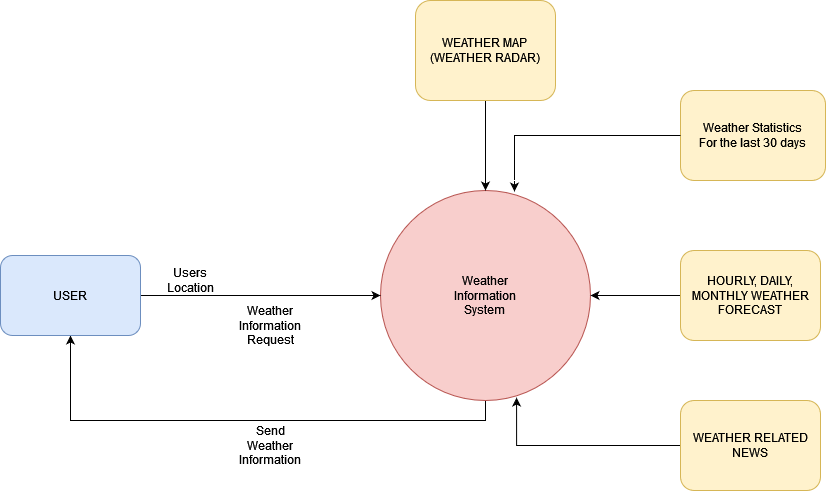 WEATHER MAP
(WEATHER RADAR)
Weather Statistics
For the last 30 days
Users
Location
USER
Weather
Information
Request
Weather
Information
System
HOURLY, DAILY,
MONTHLY WEATHER
FORECAST
Send
Weather
Information
WEATHER RELATED
NEWS